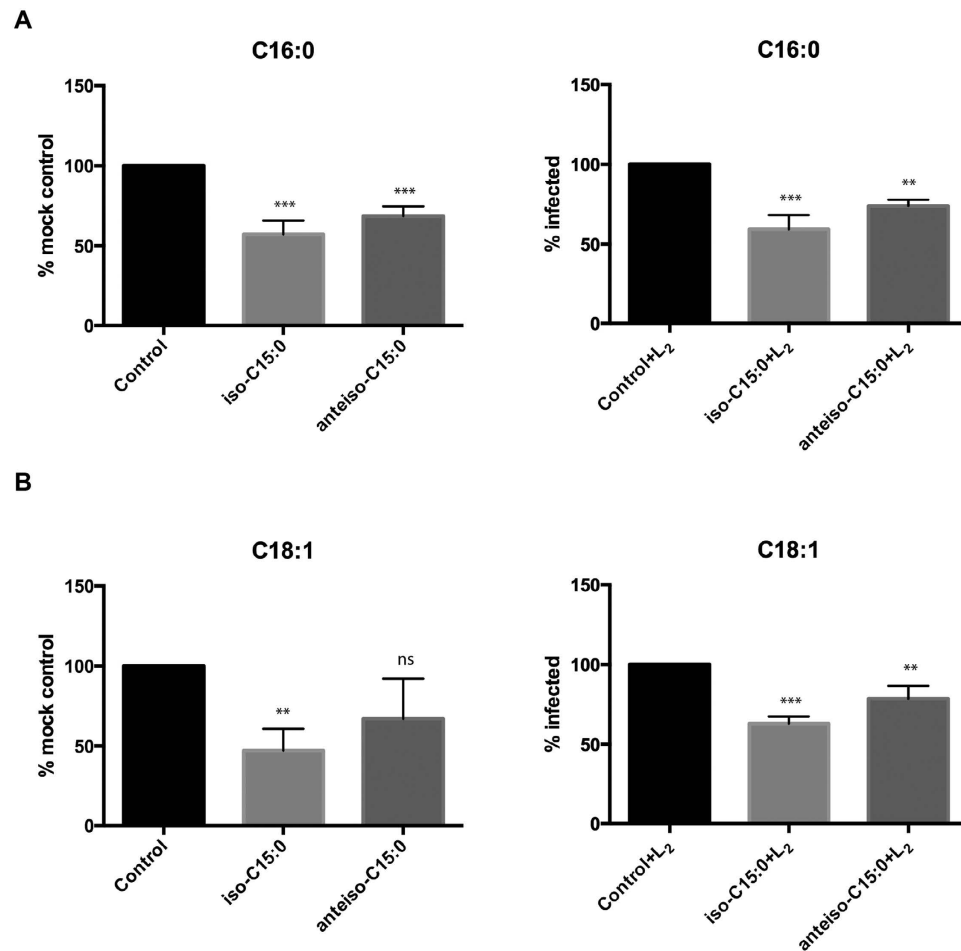 A
C16:0
150
100
50
0
% mock control
***
***
Control
iso-C15:0
anteiso-C15:0
C16:0
150
100
50
0
% infected
***
**
Control+L₂
iso-C15:0+L₂
anteiso-C15:0+L₂
B
C18:1
150
100
50
0
% mock control
**
ns
Control
iso-C15:0
anteiso-C15:0
C18:1
150
100
50
0
% infected
***
**
Control+L₂
iso-C15:0+L₂
anteiso-C15:0+L₂